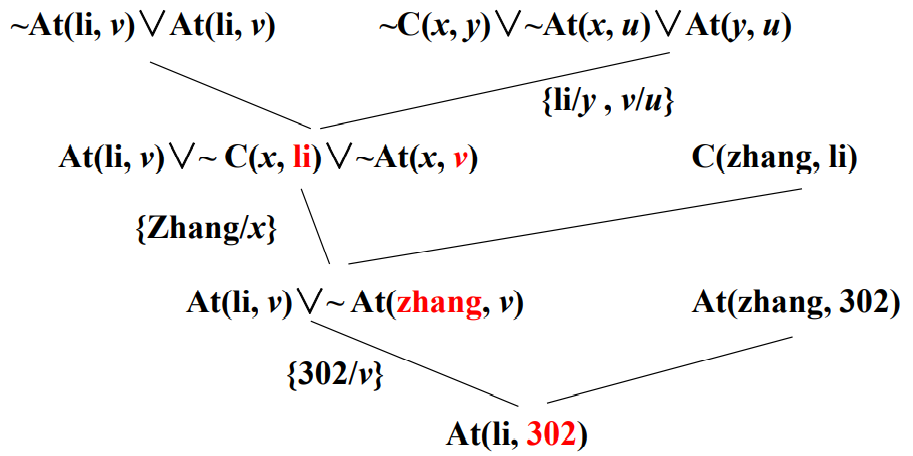 ~At(li, v)∨At(li, v) ~C(x, y)∨~At(x, u)∨At(y, u)
{li/y , v/u}
At(li, v)∨~ C(x, li)∨~At(x, v) C(zhang, li)
{Zhang/x}
At(li, v)∨~ At(zhang, v) At(zhang, 302)
{302/v}
At(li, 302)